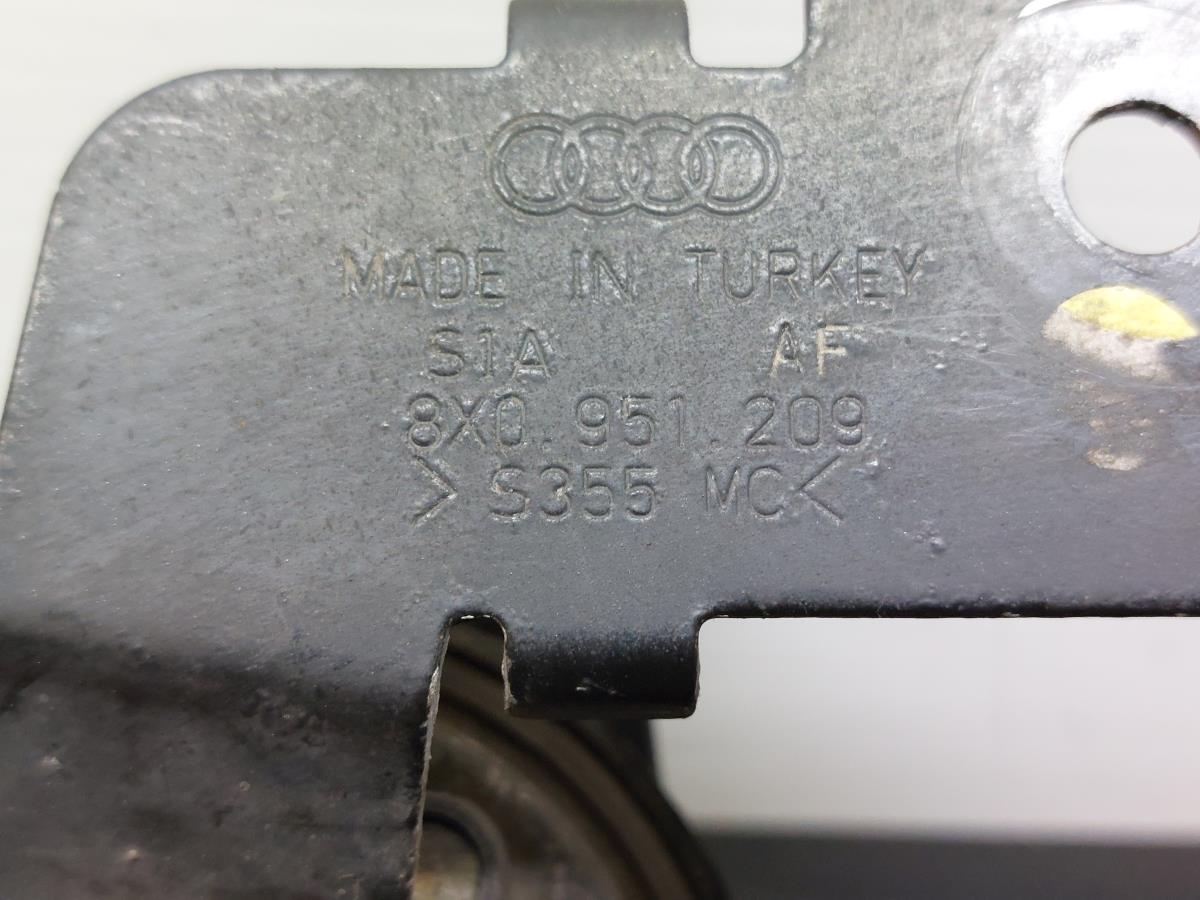 MADE IN TURKEY
S1A AF
8X0.951.209
>S355 MC<